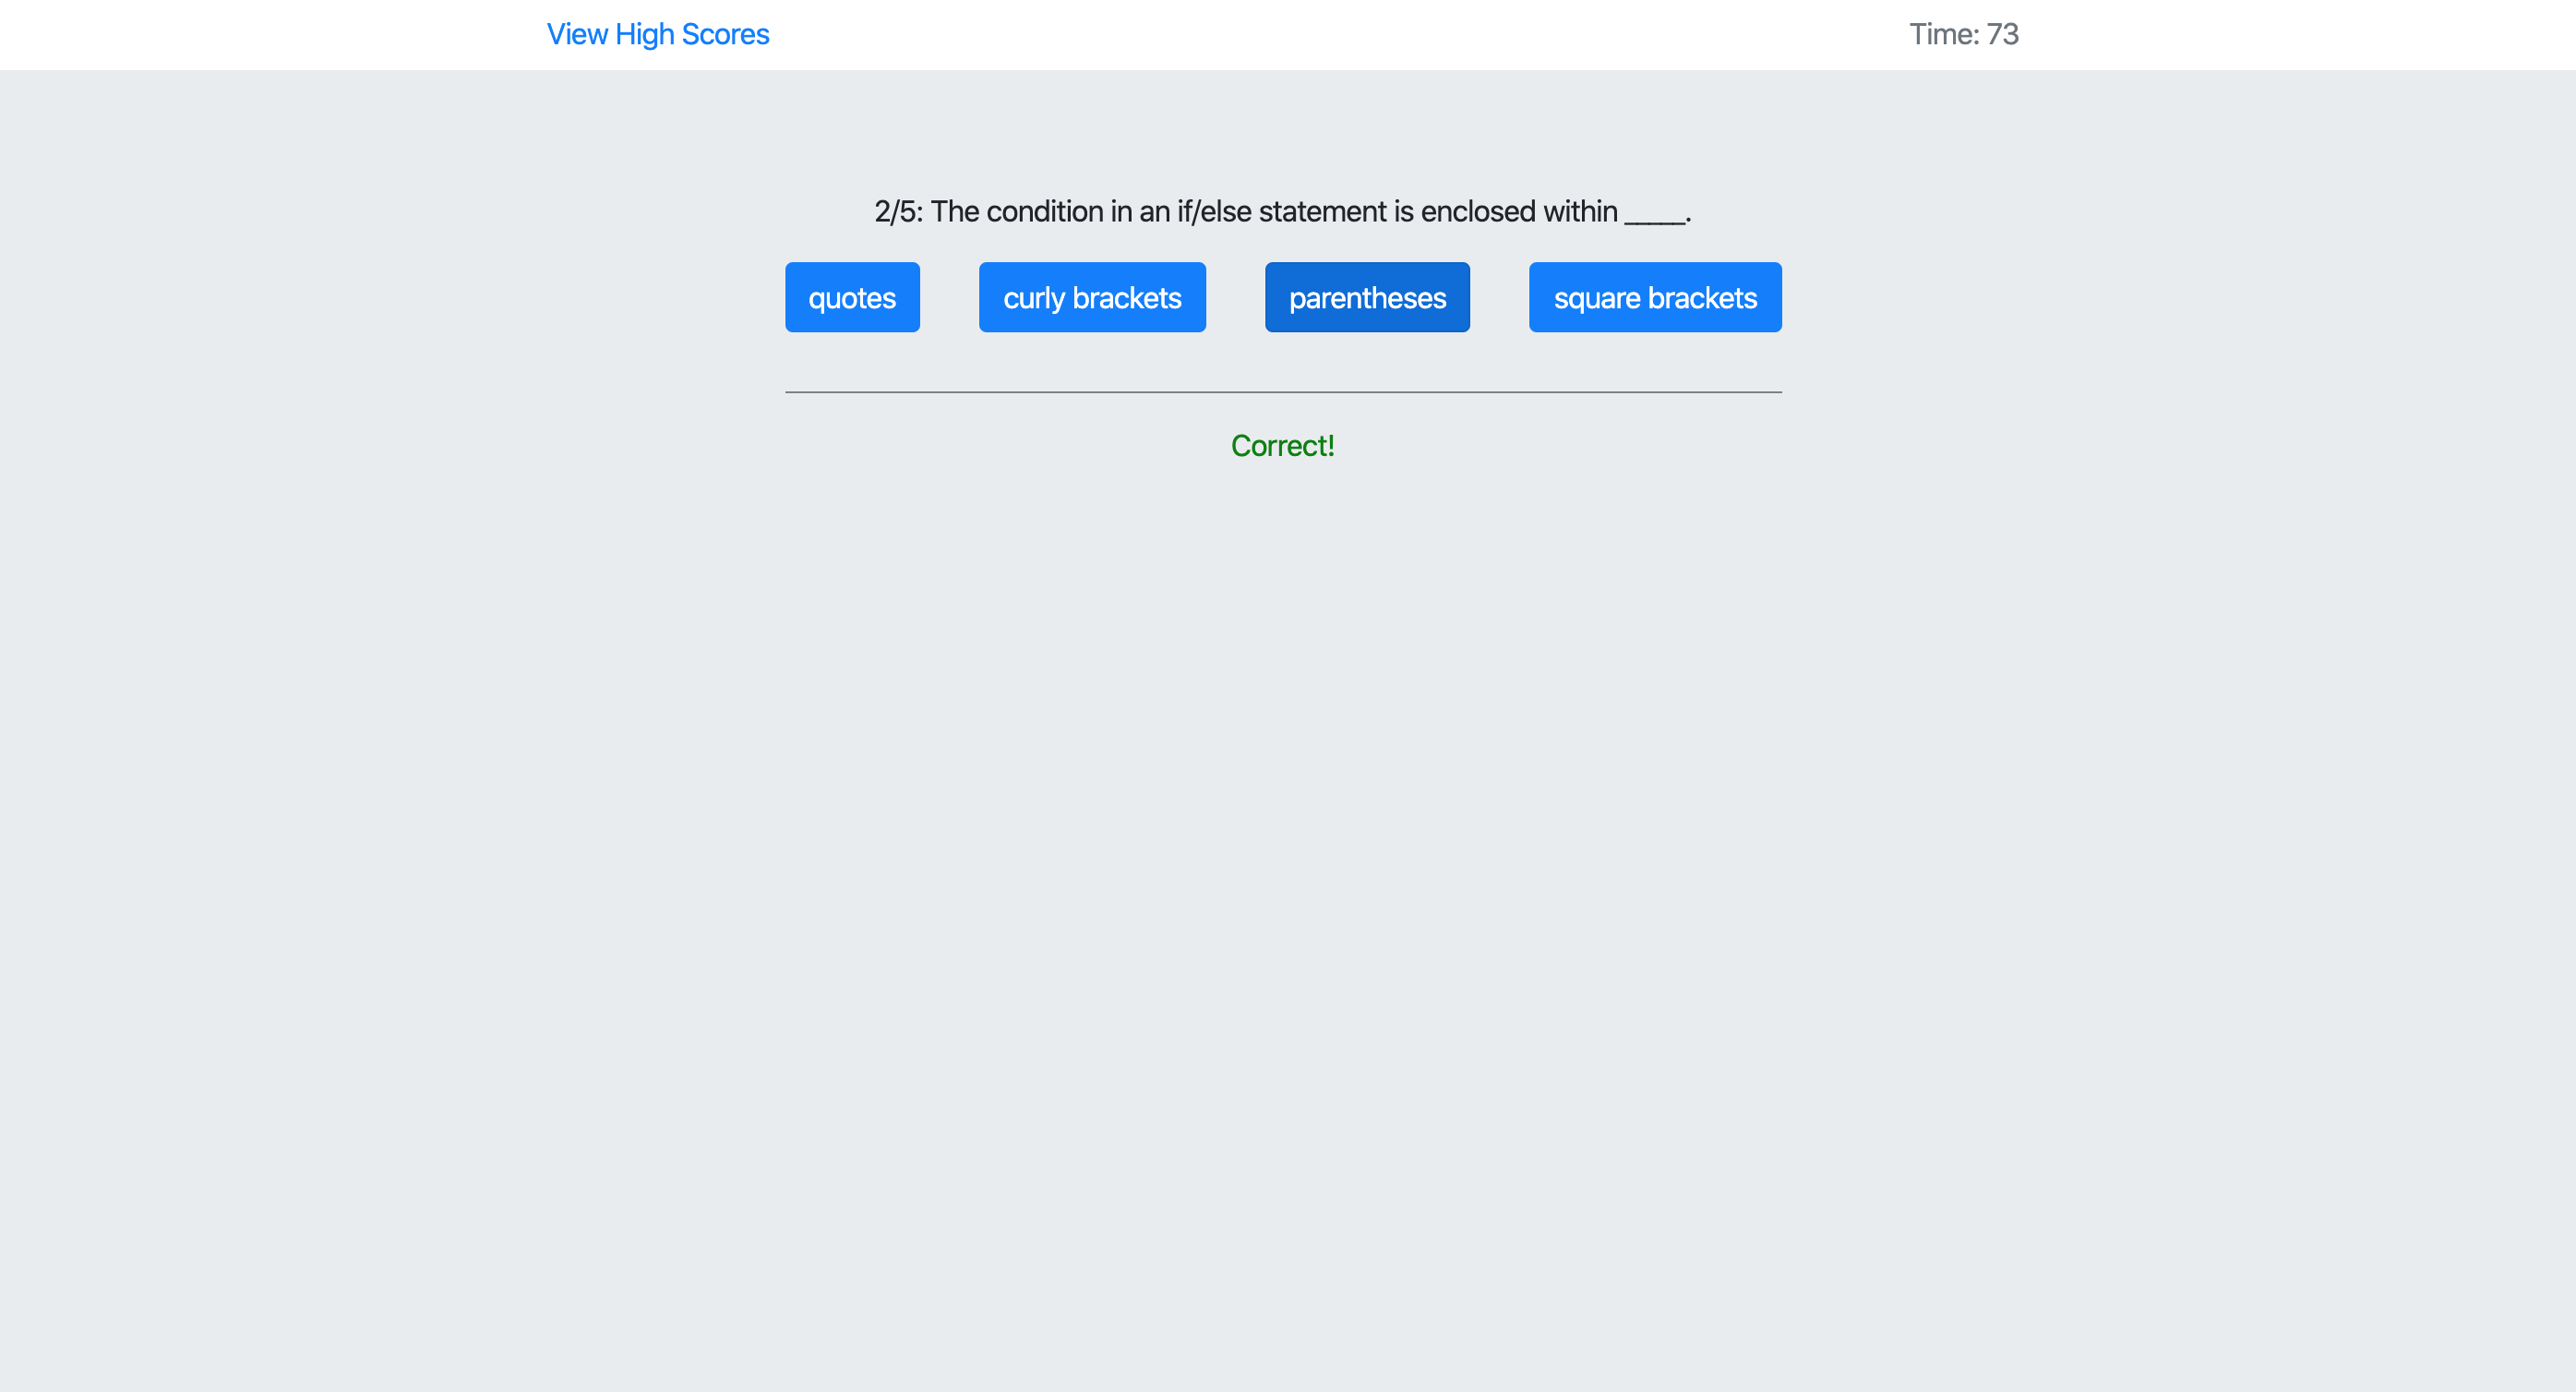 View High Scores
Time: 73
2/5: The condition in an if/else statement is enclosed within _____.
quotes
curly brackets
parentheses
square brackets
Correct!